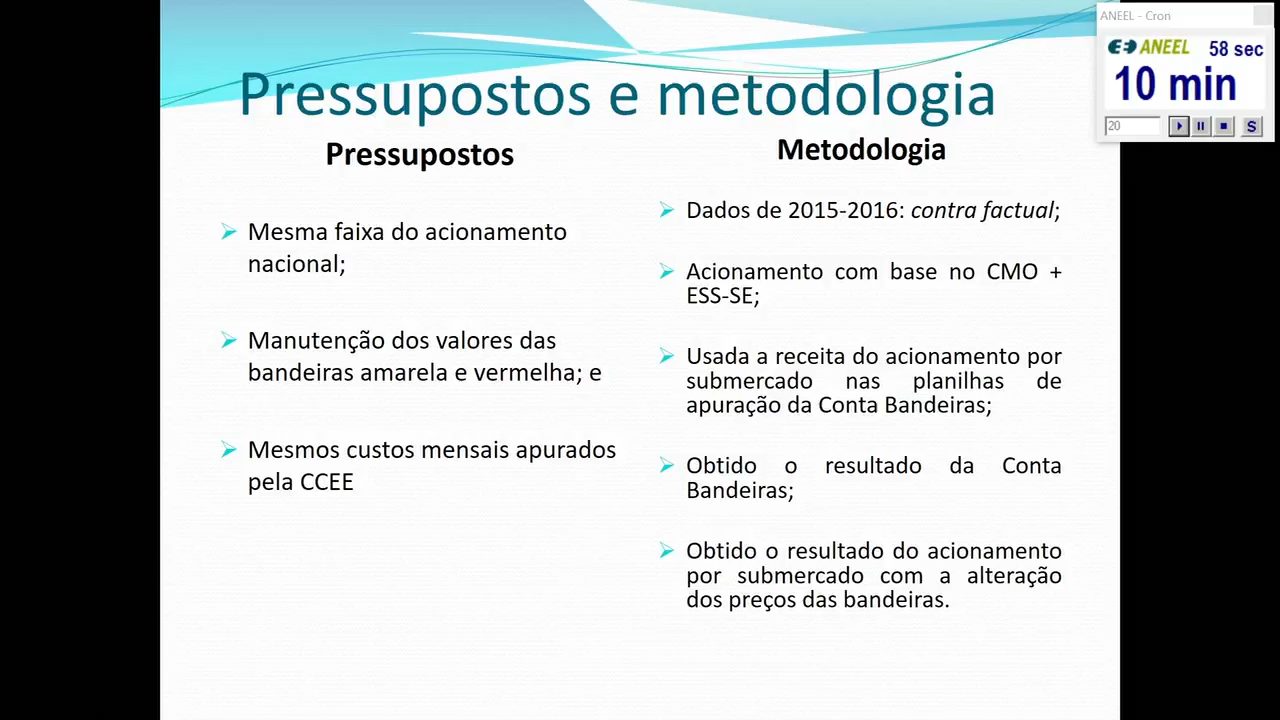 ANEEL - Cron
ANEEL
58 sec
10 min
20
S
Pressupostos e metodologia
Pressupostos
Mesma faixa do acionamento
nacional;
Manutenção dos valores das
bandeiras amarela e vermelha; e
Mesmos custos mensais apurados
pela CCEE
Metodologia
Dados de 2015-2016: contra factual;
Acionamento com base no CMO +
ESS-SE;
Usada a receita do acionamento por
submercado nas planilhas de
apuração da Conta Bandeiras;
Obtido o resultado da Conta
Bandeiras;
Obtido o resultado do acionamento
por submercado com a alteração
dos preços das bandeiras.